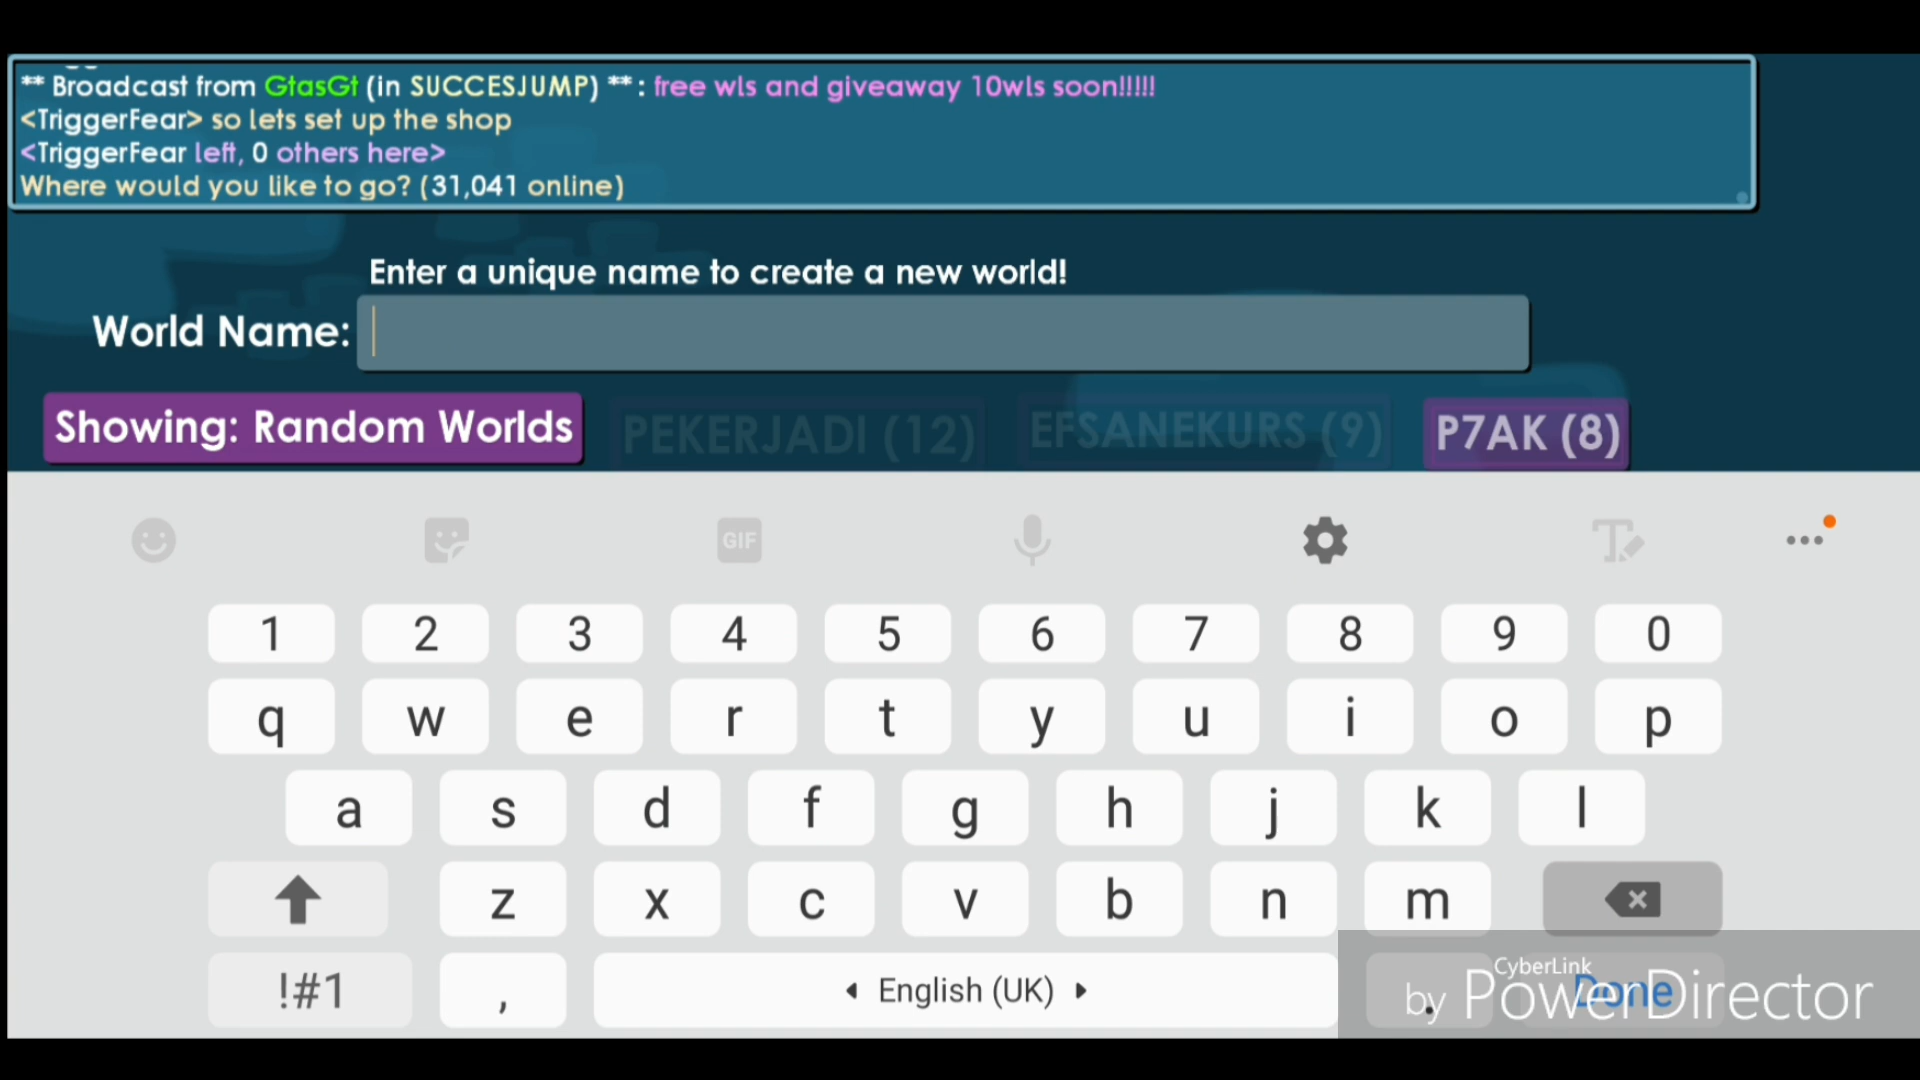 ** Broadcast from GtasGt (in SUCCESJUMP) ** : free wls and giveaway 10wls soon!!!!!
<TriggerFear> so lets set up the shop
<TriggerFear left, 0 others here>
Where would you like to go? (31,041 online)
Enter a unique name to create a new world!
World Name:
Showing: Random Worlds PEKERJADI (12) EFSANEKURS (9) P7AK (8)
GIF
1 2 3 4 5 6 7 8 9 0
q w e r t y u i o p
a s d f g h j k l
z x c v b n m
!#1 , English (UK) . Done
CyberLink
by PowerDirector